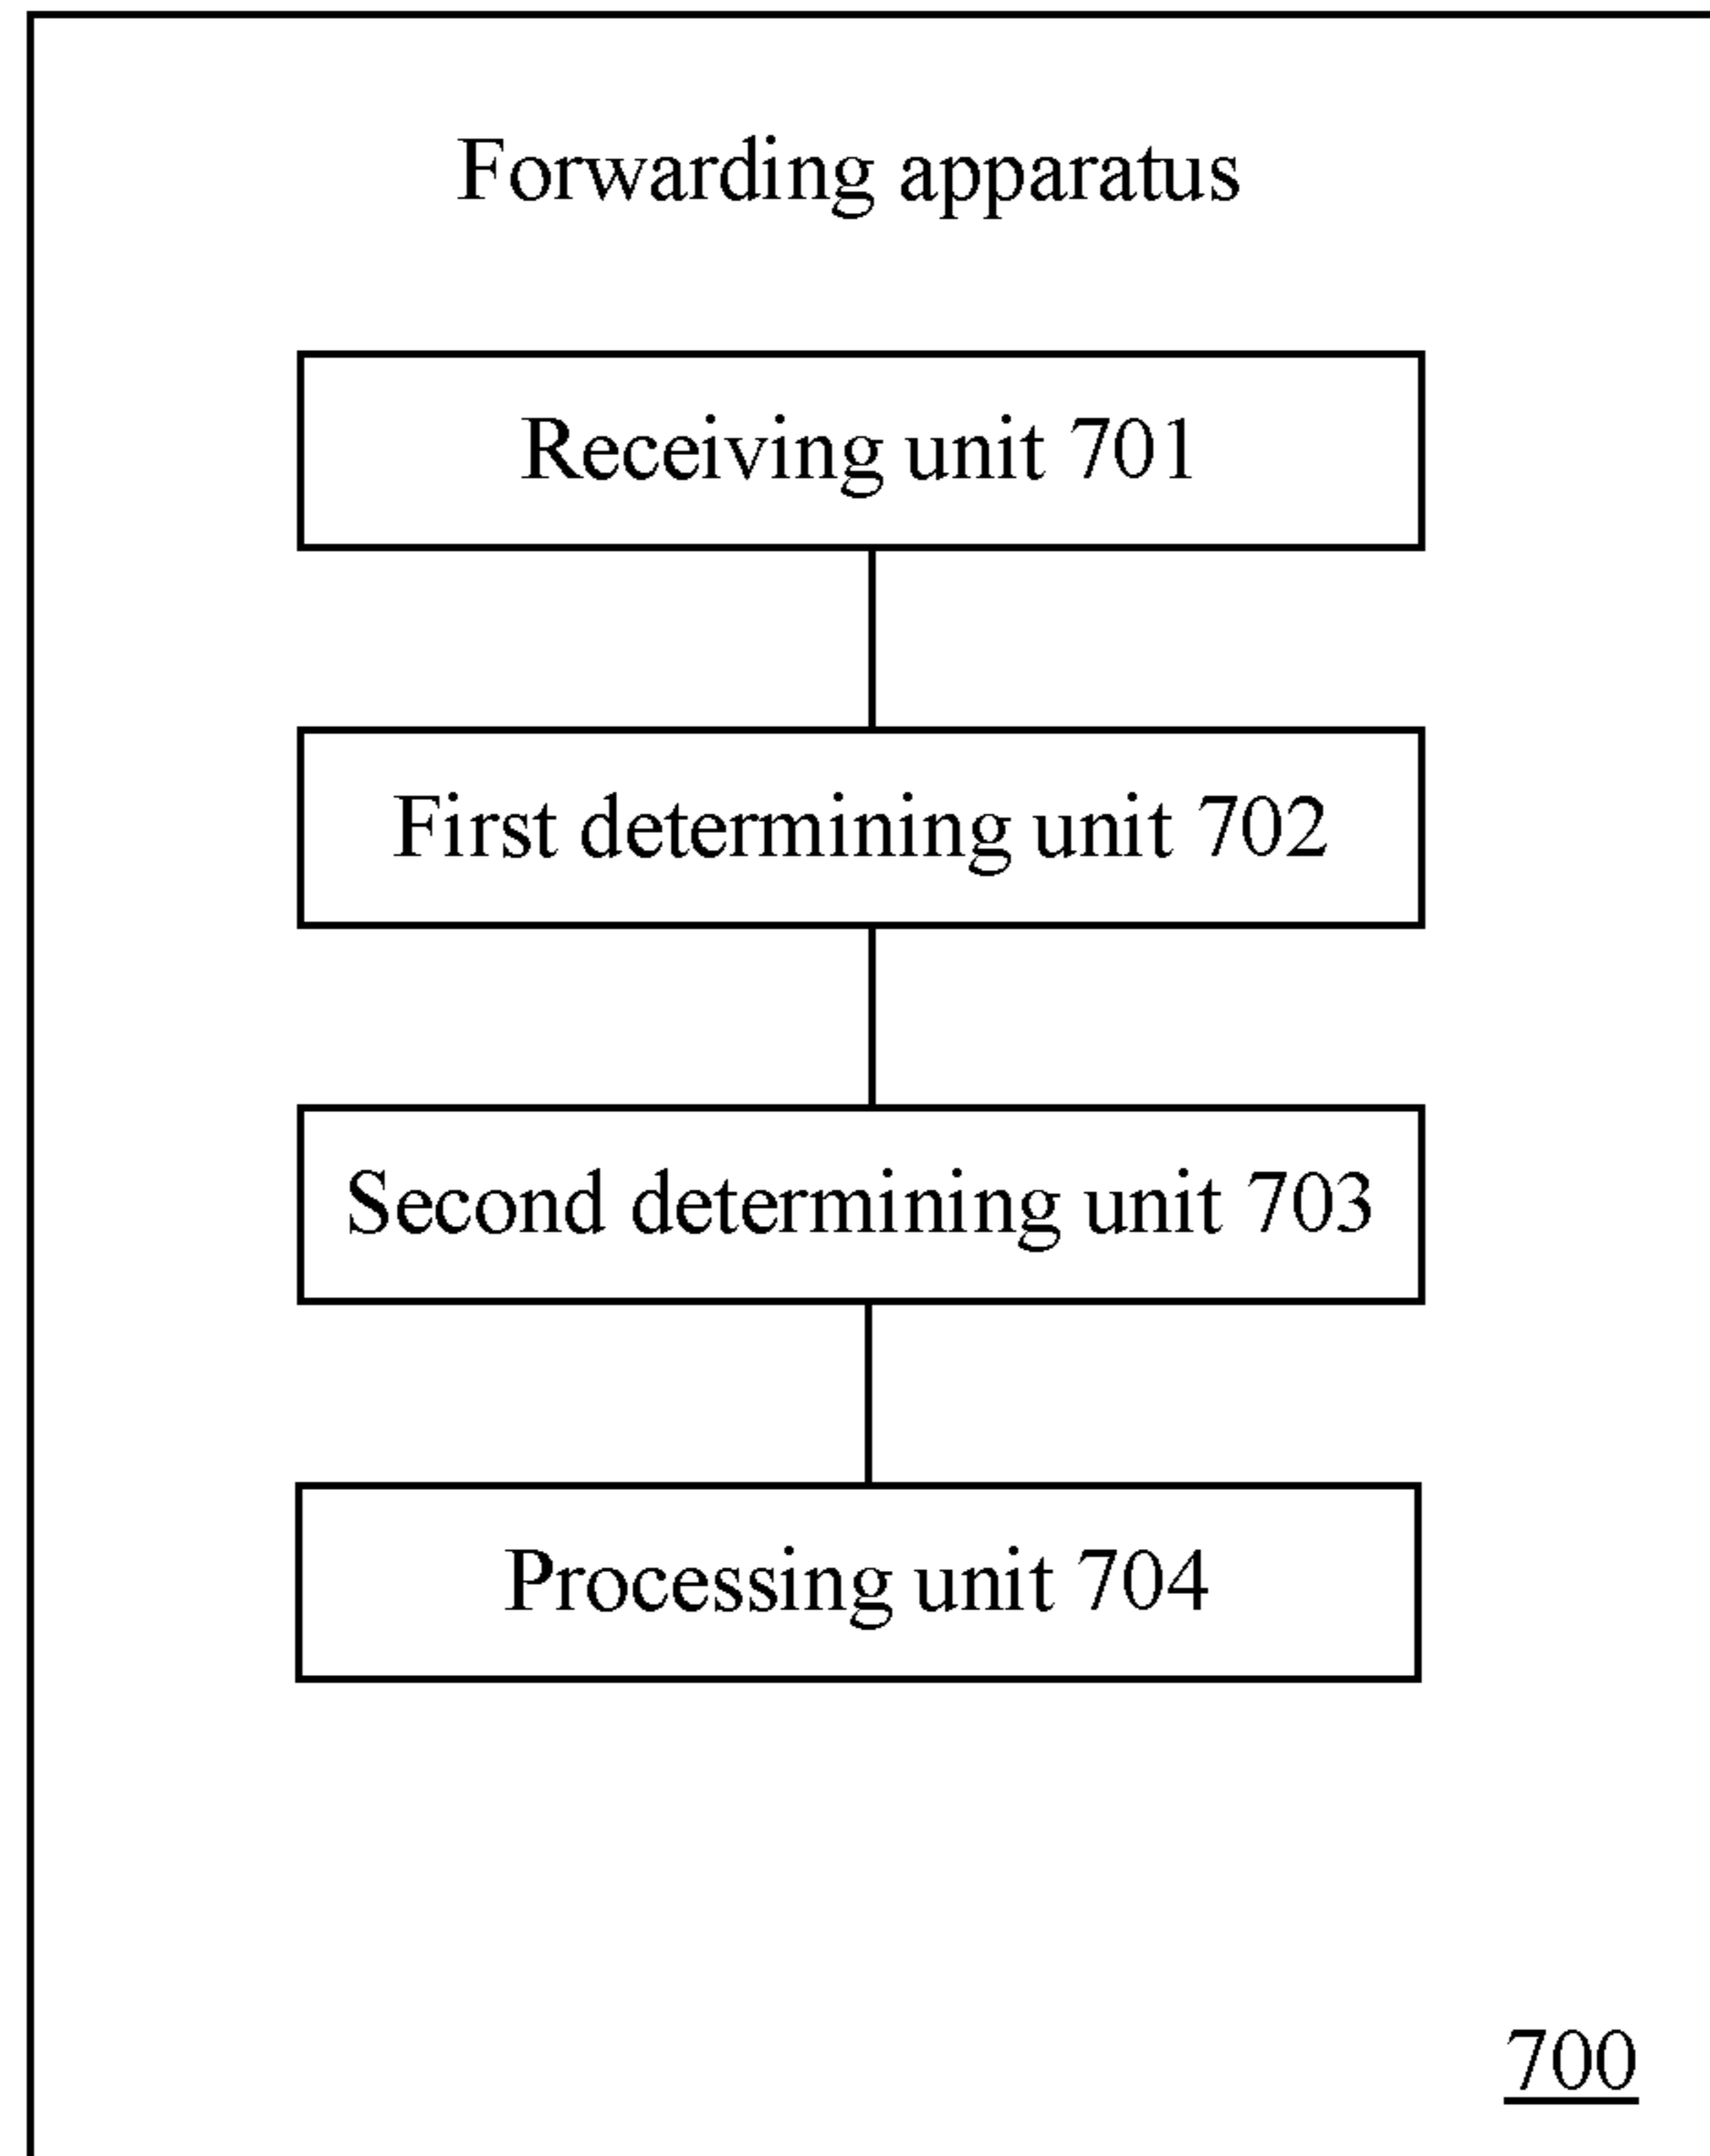 Forwarding apparatus
Receiving unit 701
First determining unit 702
Second determining unit 703
Processing unit 704
700